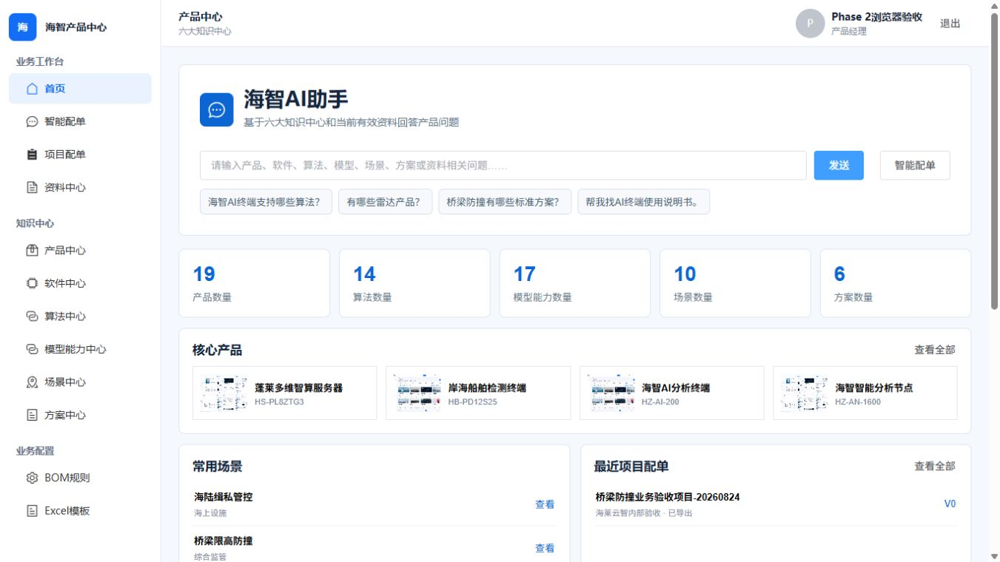 海
海智产品中心
业务工作台
首页
智能配单
项目配单
资料中心
知识中心
产品中心
软件中心
算法中心
模型能力中心
场景中心
方案中心
业务配置
BOM规则
Excel模板
产品中心
六大知识中心
P
Phase 2浏览器验收
产品经理
退出
海智AI助手
基于六大知识中心和当前有效资料回答产品问题
请输入产品、软件、算法、模型、场景、方案或资料相关问题……
发送
智能配单
海智AI终端支持哪些算法？
有哪些雷达产品？
桥梁防撞有哪些标准方案？
帮我找AI终端使用说明书。
19
产品数量
14
算法数量
17
模型能力数量
10
场景数量
6
方案数量
核心产品
查看全部
蓬莱多维智算服务器
HS-PL8ZTG3
岸海船舶检测终端
HB-PD12S25
海智AI分析终端
HZ-AI-200
海智智能分析节点
HZ-AN-1600
常用场景
海陆缉私管控
海上设施
查看
桥梁限高防撞
综合监管
查看
最近项目配单
查看全部
桥梁防撞业务验收项目-20260824
海莱云智内部验收 · 已导出
V0